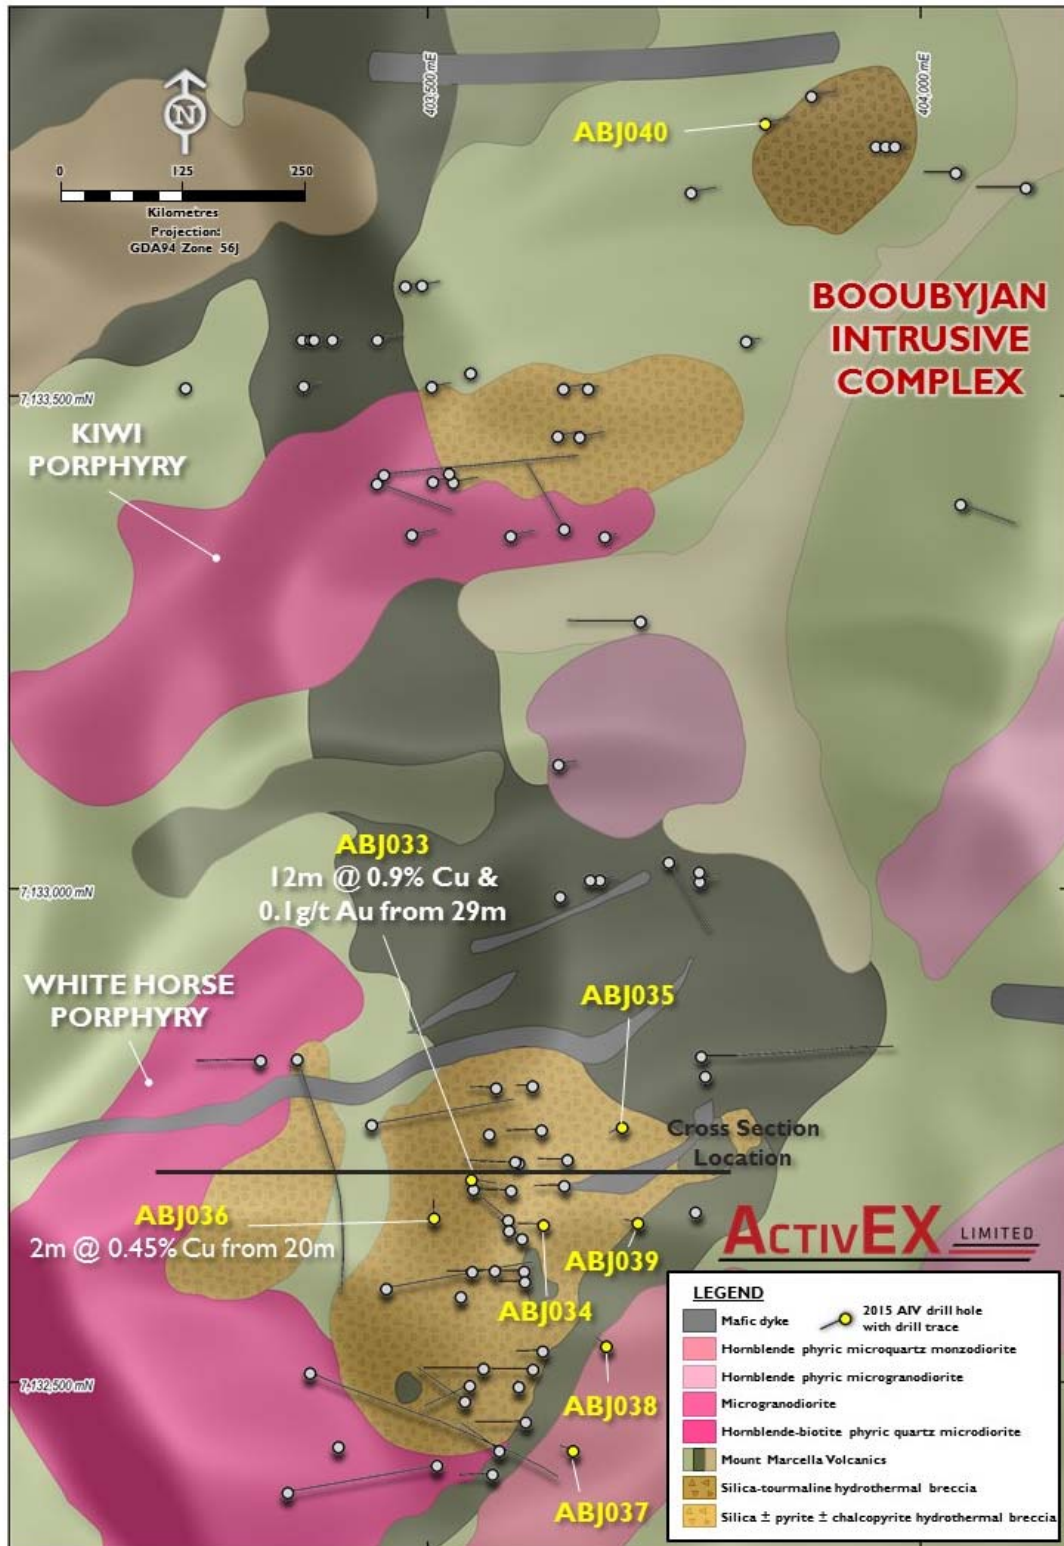 403,500 mE
404,000 mE
N
ABJ040
0 125 250
Kilometres
Projection:
GDA94 Zone 56J
BOOUBYJAN
INTRUSIVE
COMPLEX
7,133,500 mN
KIWI
PORPHYRY
ABJ033
12m @ 0.9% Cu &
0.1g/t Au from 29m
7,133,000 mN
WHITE HORSE
PORPHYRY
ABJ035
Cross Section
Location
ABJ036
2m @ 0.45% Cu from 20m
ACTIVEX LIMITED
ABJ039
ABJ034
7,132,500 mN
ABJ038
ABJ037
LEGEND
Mafic dyke
2015 AIV drill hole
with drill trace
Hornblende phyric microquartz monzodiorite
Hornblende phyric microgranodiorite
Microgranodiorite
Hornblende-biotite phyric quartz microdiorite
Mount Marcella Volcanics
Silica-tourmaline hydrothermal breccia
Silica ± pyrite ± chalcopyrite hydrothermal breccia